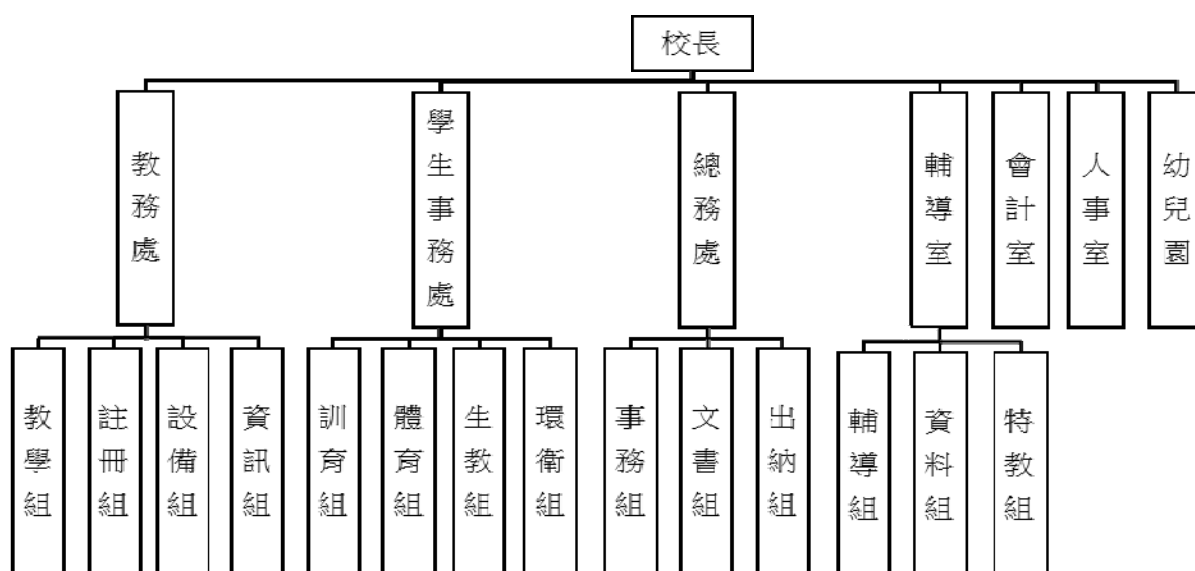 校長
教務處
學生事務處
總務處
輔導室
會計室
人事室
幼兒園
教學組
註冊組
設備組
資訊組
訓育組
體育組
生教組
環衛組
事務組
文書組
出納組
輔導組
資料組
特教組